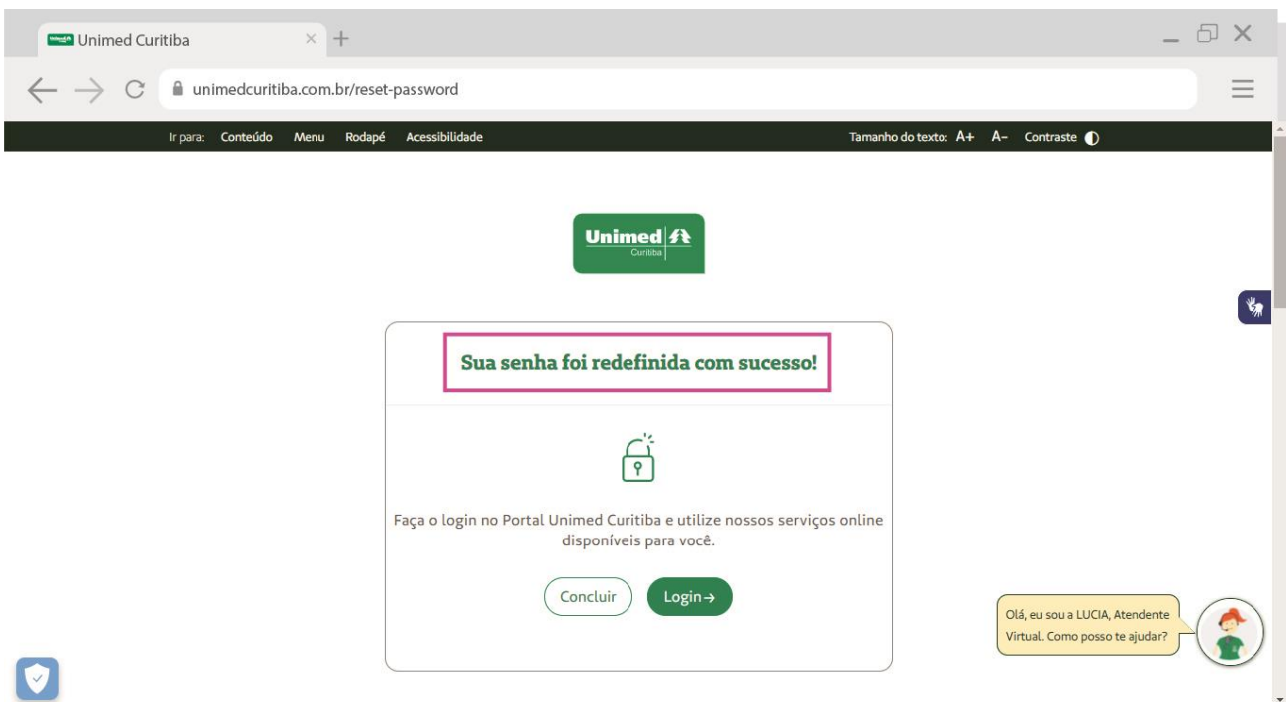 Unimed Curitiba
unimedcuritiba.com.br/reset-password
Ir para: Conteúdo Menu Rodapé Acessibilidade Tamanho do texto: A+ A- Contraste
Unimed
Curitiba
Sua senha foi redefinida com sucesso!
Faça o login no Portal Unimed Curitiba e utilize nossos serviços online
disponíveis para você.
Concluir Login→
Olá, eu sou a LUCIA, Atendente
Virtual. Como posso te ajudar?